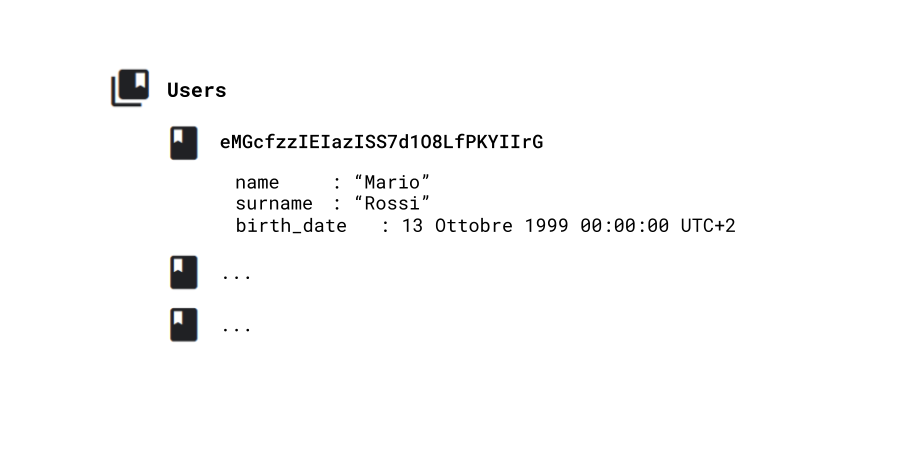 Users
eMGcfzzIEIazISS7d1O8LfPKYIIrG
name : “Mario”
surname : “Rossi”
birth_date : 13 Ottobre 1999 00:00:00 UTC+2
...
...